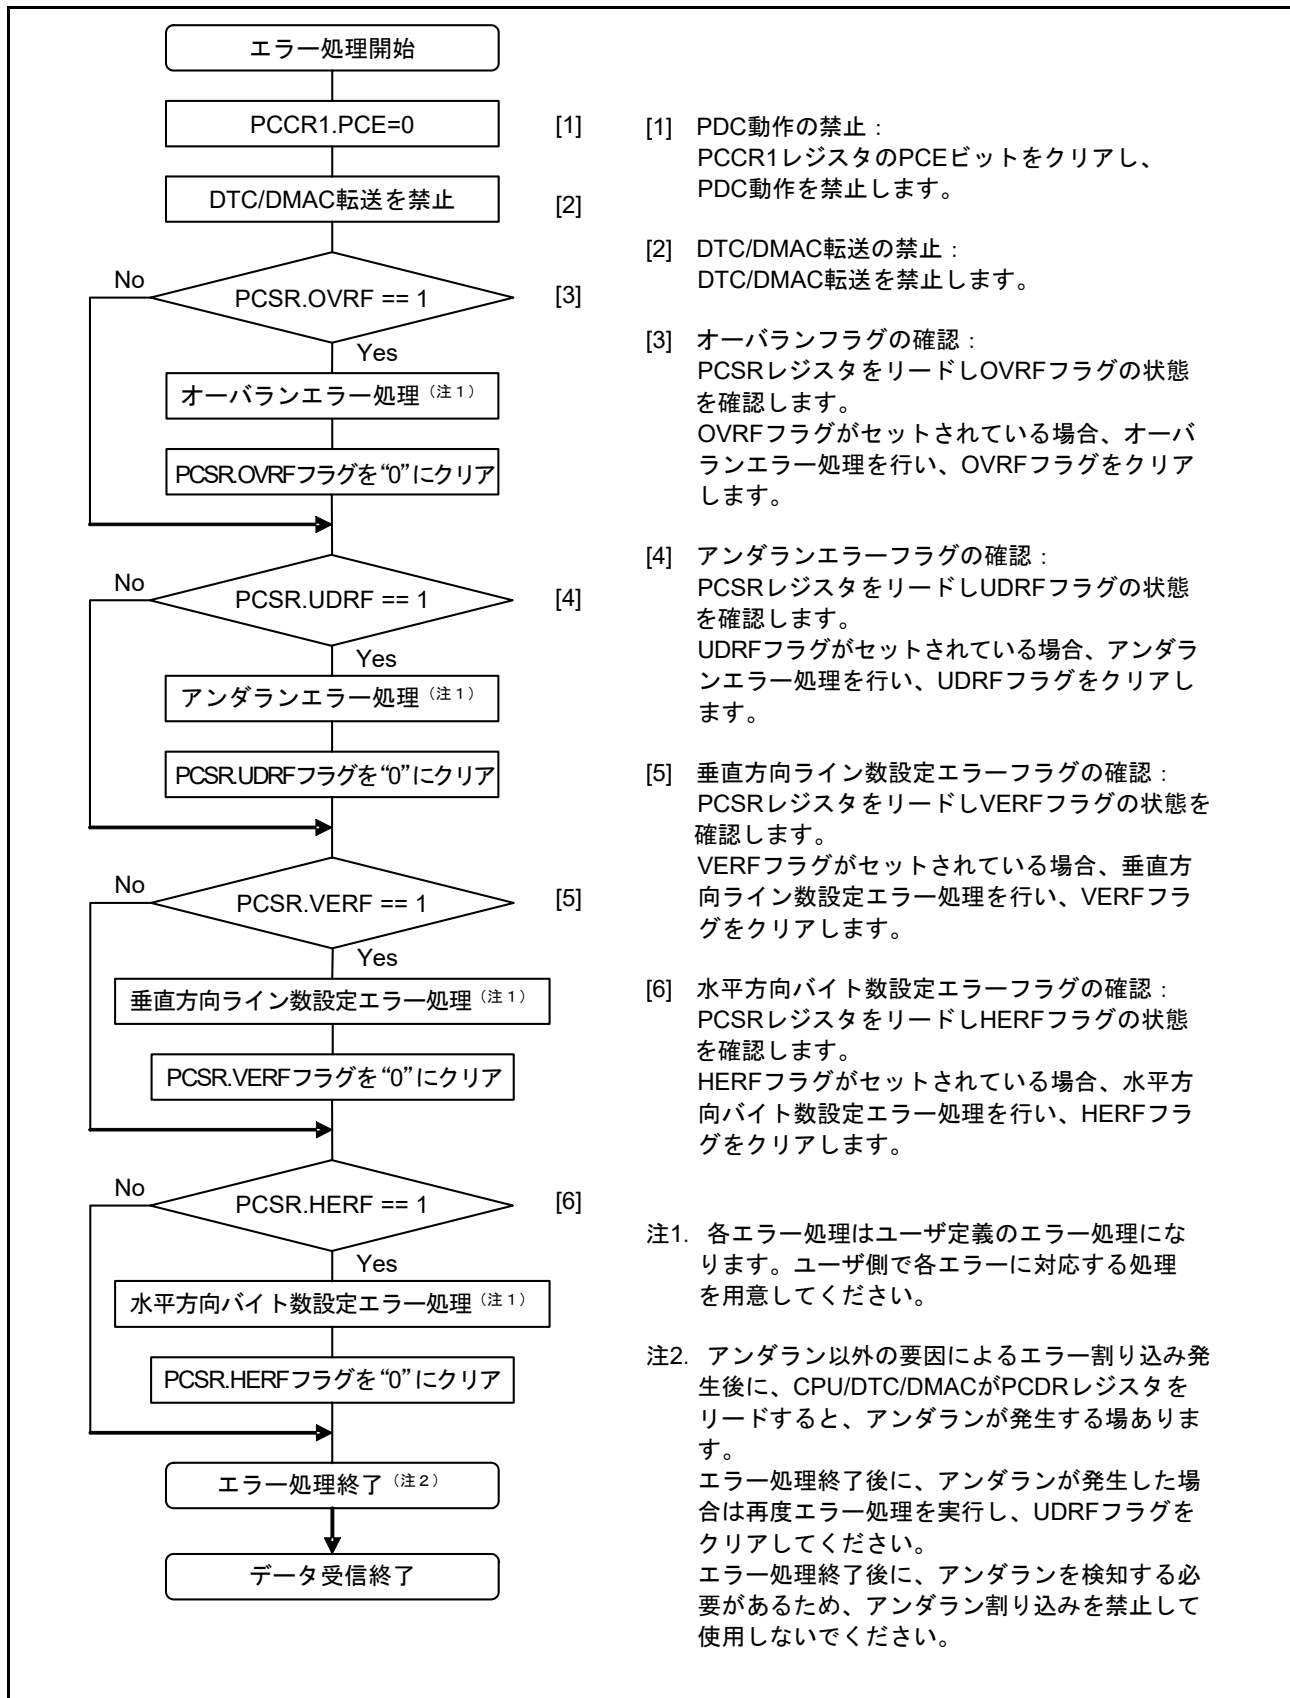 エラー処理開始
PCCR1.PCE=0
[1]
DTC/DMAC転送を禁止
[2]
No
PCSR.OVRF == 1
[3]
Yes
オーバランエラー処理（注１）
PCSR.OVRFフラグを“0”にクリア
No
PCSR.UDRF == 1
[4]
Yes
アンダランエラー処理（注１）
PCSR.UDRFフラグを“0”にクリア
No
PCSR.VERF == 1
[5]
Yes
垂直方向ライン数設定エラー処理（注１）
PCSR.VERFフラグを“0”にクリア
No
PCSR.HERF == 1
[6]
Yes
水平方向バイト数設定エラー処理（注１）
PCSR.HERFフラグを“0”にクリア
エラー処理終了（注２）
データ受信終了
[1] PDC動作の禁止：
PCCR1レジスタのPCEビットをクリアし、
PDC動作を禁止します。
[2] DTC/DMAC転送の禁止：
DTC/DMAC転送を禁止します。
[3] オーバランフラグの確認：
PCSRレジスタをリードしOVRFフラグの状態
を確認します。
OVRFフラグがセットされている場合、オーバ
ランエラー処理を行い、OVRFフラグをクリア
します。
[4] アンダランエラーフラグの確認：
PCSRレジスタをリードしUDRFフラグの状態
を確認します。
UDRFフラグがセットされている場合、アンダラ
ンエラー処理を行い、UDRFフラグをクリアし
ます。
[5] 垂直方向ライン数設定エラーフラグの確認：
PCSRレジスタをリードしVERFフラグの状態を
確認します。
VERFフラグがセットされている場合、垂直方
向ライン数設定エラー処理を行い、VERFフラ
グをクリアします。
[6] 水平方向バイト数設定エラーフラグの確認：
PCSRレジスタをリードしHERFフラグの状態
を確認します。
HERFフラグがセットされている場合、水平方
向バイト数設定エラー処理を行い、HERFフラ
グをクリアします。
注1. 各エラー処理はユーザ定義のエラー処理にな
ります。ユーザ側で各エラーに対応する処理
を用意してください。
注2. アンダラン以外の要因によるエラー割り込み発
生後に、CPU/DTC/DMACがPCDRレジスタを
リードすると、アンダランが発生する場ありま
す。
エラー処理終了後に、アンダランが発生した場
合は再度エラー処理を実行し、UDRFフラグを
クリアしてください。
エラー処理終了後に、アンダランを検知する必
要があるため、アンダラン割り込みを禁止して
使用しないでください。